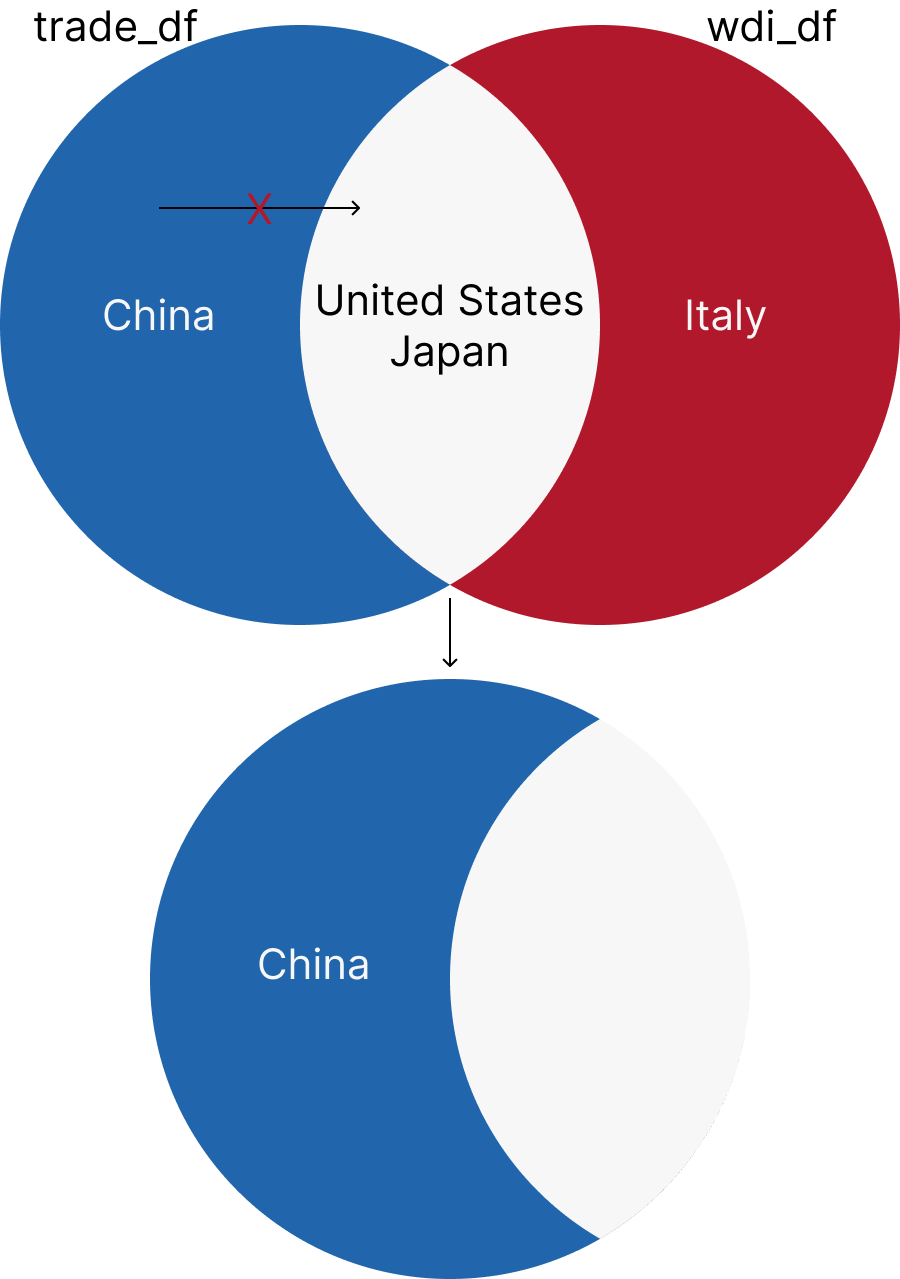 trade_df
wdi_df
X
China
United States
Japan
Italy
China